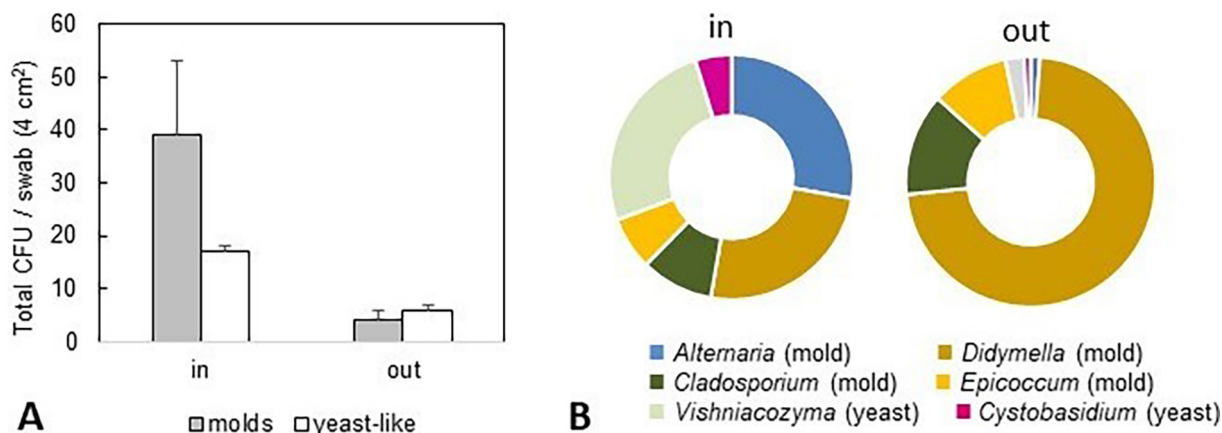 60
50
40
30
20
10
0
Total CFU / swab (4 cm²)
in
out
A
molds
yeast-like
in
out
Alternaria (mold)
Didymella (mold)
Cladosporium (mold)
Epicoccum (mold)
Vishniacozyma (yeast)
Cystobasidium (yeast)
B